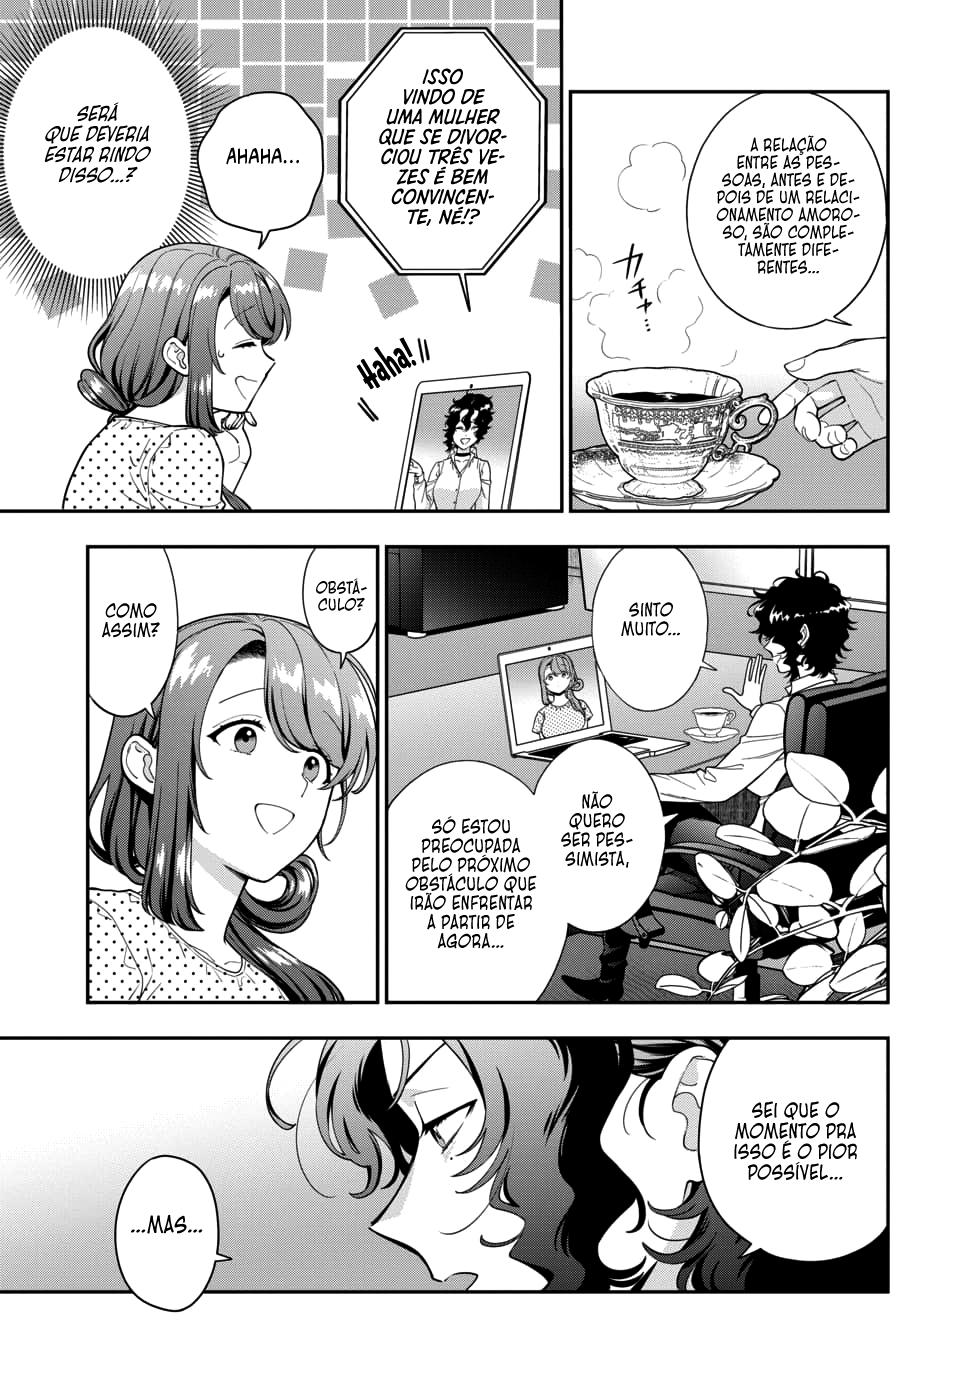 A RELAÇÃO
ENTRE AS PES-
SOAS, ANTES E DE-
POIS DE UM RELACI-
ONAMENTO AMORO-
SO, SÃO COMPLE-
TAMENTE DIFE-
RENTES...
カチャ…
ISSO
VINDO DE
UMA MULHER
QUE SE DIVOR-
CIOU TRÊS VE-
ZES É BEM
CONVINCEN-
TE, NÉ!?
Haha!
AHAHA...
SERÁ
QUE DEVERIA
ESTAR RINDO
DISSO...?
SINTO
MUITO...
NÃO
QUERO
SER PES-
SIMISTA,
SÓ ESTOU
PREOCUPADA
PELO PRÓXIMO
OBSTÁCULO QUE
IRÃO ENFRENTAR
A PARTIR DE
AGORA...
OBSTÁ-
CULO?
COMO
ASSIM?
SEI QUE O
MOMENTO PRA
ISSO É O PIOR
POSSÍVEL...
...MAS...